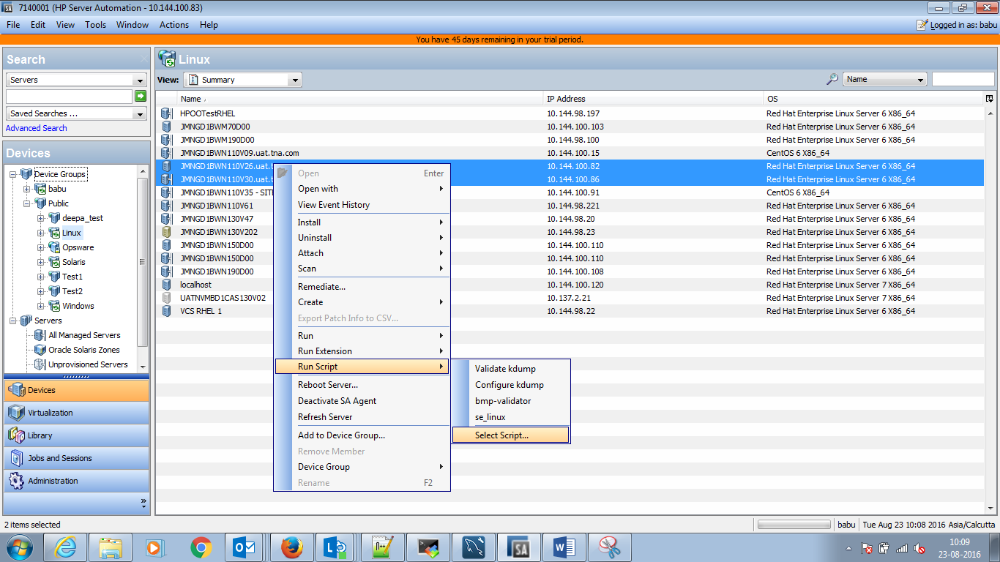 7140001 (HP Server Automation - 10.144.100.83)
File Edit View Tools Window Actions Help
Logged in as: babu
You have 45 days remaining in your trial period.
Search
Servers
Saved Searches ...
Advanced Search
Devices
Device Groups
babu
Public
deepa_test
Linux
Opsware
Solaris
Test1
Test2
Windows
Servers
All Managed Servers
Oracle Solaris Zones
Unprovisioned Servers
Devices
Virtualization
Library
Jobs and Sessions
Administration
»
Linux
View: Summary
Name
Name IP Address OS
HPOOTestRHEL 10.144.98.197 Red Hat Enterprise Linux Server 6 X86_64
JMNGD1BWM70D00 10.144.100.103 Red Hat Enterprise Linux Server 6 X86_64
JMNGD1BWM190D00 10.144.98.100 Red Hat Enterprise Linux Server 6 X86_64
JMNGD1BWN110V09.uat.tna.com 10.144.100.15 CentOS 6 X86_64
JMNGD1BWN110V26.uat.t 10.144.100.82 Red Hat Enterprise Linux Server 6 X86_64
JMNGD1BWN110V30.uat.t 10.144.100.86 Red Hat Enterprise Linux Server 6 X86_64
JMNGD1BWN110V35 - SITE 10.144.100.91 CentOS 6 X86_64
JMNGD1BWN110V61 10.144.98.221 Red Hat Enterprise Linux Server 6 X86_64
JMNGD1BWN130V47 10.144.98.20 Red Hat Enterprise Linux Server 6 X86_64
JMNGD1BWN130V202 10.144.98.23 Red Hat Enterprise Linux Server 6 X86_64
JMNGD1BWN150D00 10.144.100.110 Red Hat Enterprise Linux Server 6 X86_64
JMNGD1BWN150D00 10.144.100.110 Red Hat Enterprise Linux Server 6 X86_64
JMNGD1BWN190D00 10.144.100.108 Red Hat Enterprise Linux Server 6 X86_64
localhost 10.144.100.120 Red Hat Enterprise Linux Server 7 X86_64
UATNVMBD1CAS130V02 10.137.2.21 Red Hat Enterprise Linux Server 7 X86_64
VCS RHEL 1 10.144.98.22 Red Hat Enterprise Linux Server 6 X86_64
Open Enter
Open with
View Event History
Install
Uninstall
Attach
Scan
Remediate...
Create
Export Patch Info to CSV...
Run
Run Extension
Run Script
Reboot Server...
Deactivate SA Agent
Refresh Server
Add to Device Group...
Remove Member
Device Group
Rename F2
Validate kdump
Configure kdump
bmp-validator
se_linux
Select Script...
2 items selected
babu Tue Aug 23 10:08 2016 Asia/Calcutta
10:09
23-08-2016